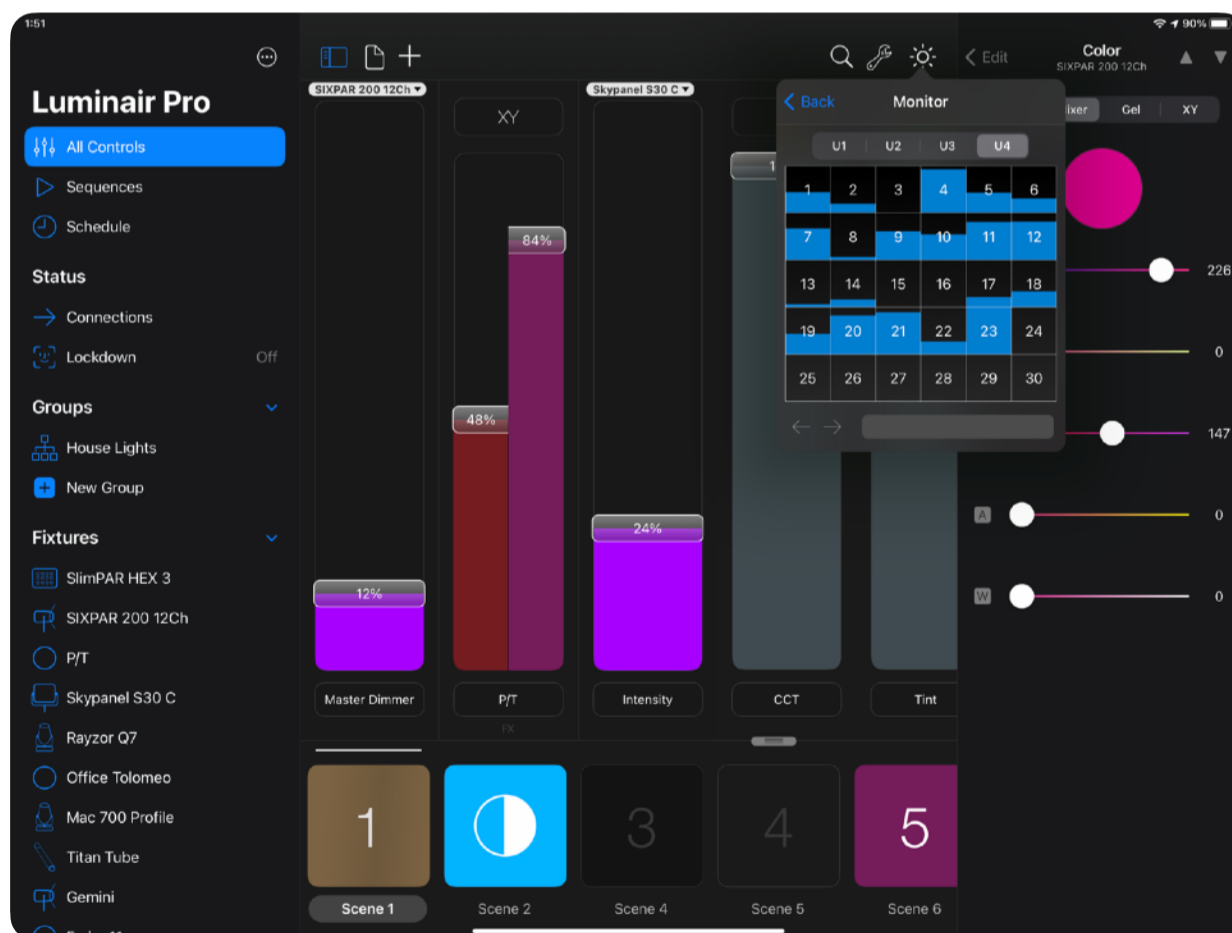 1:51
90%
Luminair Pro
All Controls
Sequences
Schedule
Status
Connections
Lockdown Off
Groups
House Lights
New Group
Fixtures
SlimPAR HEX 3
SIXPAR 200 12Ch
P/T
Skypanel S30 C
Rayzor Q7
Office Tolomeo
Mac 700 Profile
Titan Tube
Gemini
SIXPAR 200 12Ch ▼
XY
Skypanel S30 C ▼
12%
48%
84%
24%
Master Dimmer
P/T
FX
Intensity
CCT
Tint
1
3
4
5
Scene 1
Scene 2
Scene 4
Scene 5
Scene 6
Back Monitor
U1 U2 U3 U4
1 2 3 4 5 6
7 8 9 10 11 12
13 14 15 16 17 18
19 20 21 22 23 24
25 26 27 28 29 30
Edit
Color
SIXPAR 200 12Ch
Gel XY
226
0
147
A 0
W 0